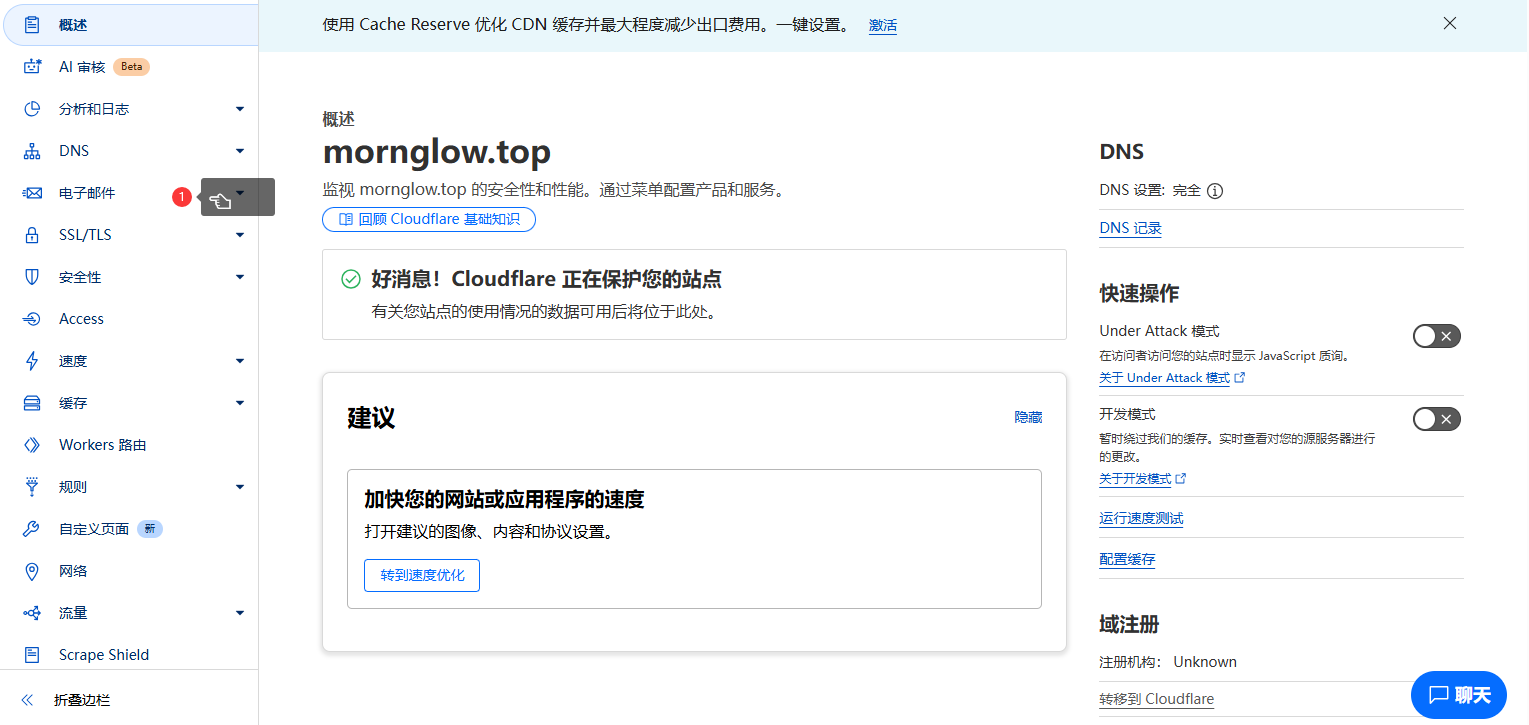 概述
AI 审核 Beta
分析和日志
DNS
电子邮件 1
SSL/TLS
安全性
Access
速度
缓存
Workers 路由
规则
自定义页面 新
网络
流量
Scrape Shield
折叠边栏
使用 Cache Reserve 优化 CDN 缓存并最大程度减少出口费用。一键设置。 激活
概述
mornglow.top
监视 mornglow.top 的安全性和性能。通过菜单配置产品和服务。
回顾 Cloudflare 基础知识
好消息！Cloudflare 正在保护您的站点
有关您站点的使用情况的数据可用后将位于此处。
建议 隐藏
加快您的网站或应用程序的速度
打开建议的图像、内容和协议设置。
转到速度优化
DNS
DNS 设置: 完全
DNS 记录
快速操作
Under Attack 模式
在访问者访问您的站点时显示 JavaScript 质询。
关于 Under Attack 模式
开发模式
暂时绕过我们的缓存。实时查看对您的源服务器进行
的更改。
关于开发模式
运行速度测试
配置缓存
域注册
注册机构: Unknown
转移到 Cloudflare
聊天